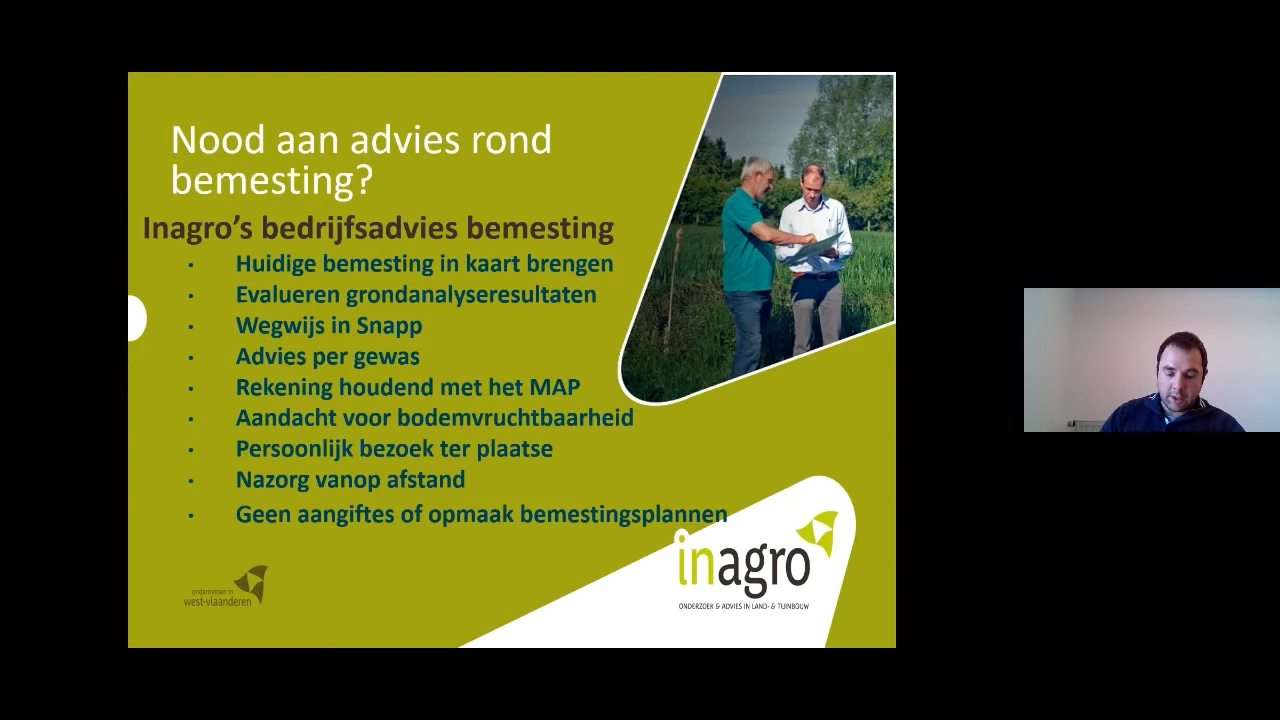 Nood aan advies rond
bemesting?
Inagro’s bedrijfsadvies bemesting
• Huidige bemesting in kaart brengen
• Evalueren grondanalyseresultaten
• Wegwijs in Snapp
• Advies per gewas
• Rekening houdend met het MAP
• Aandacht voor bodemvruchtbaarheid
• Persoonlijk bezoek ter plaatse
• Nazorg vanop afstand
• Geen aangiftes of opmaak bemestingsplannen
inagro
ONDERZOEK & ADVIES IN LAND- & TUINBOUW
ondernemen in
west-vlaanderen